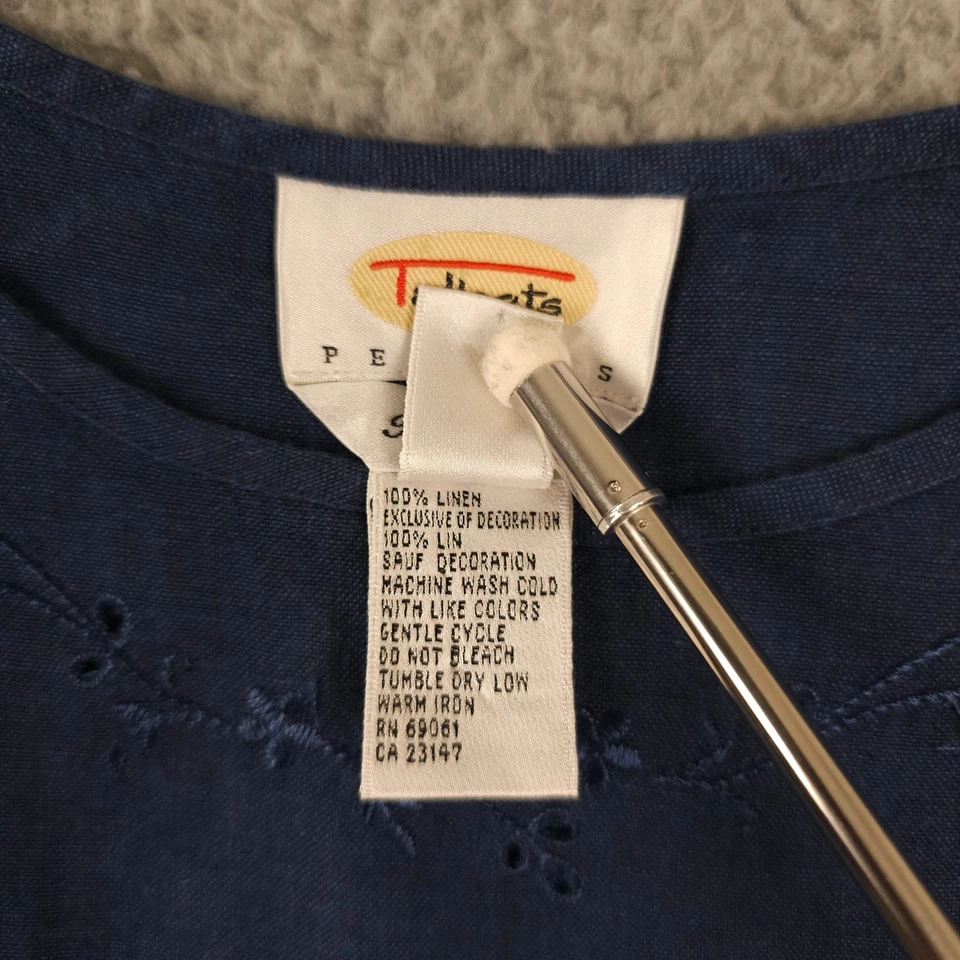 PE S
100% LINEN
EXCLUSIVE OF DECORATION
100% LIN
SAUF DECORATION
MACHINE WASH COLD
WITH LIKE COLORS
GENTLE CYCLE
DO NOT BLEACH
TUMBLE DRY LOW
WARM IRON
RN 69061
CA 23147